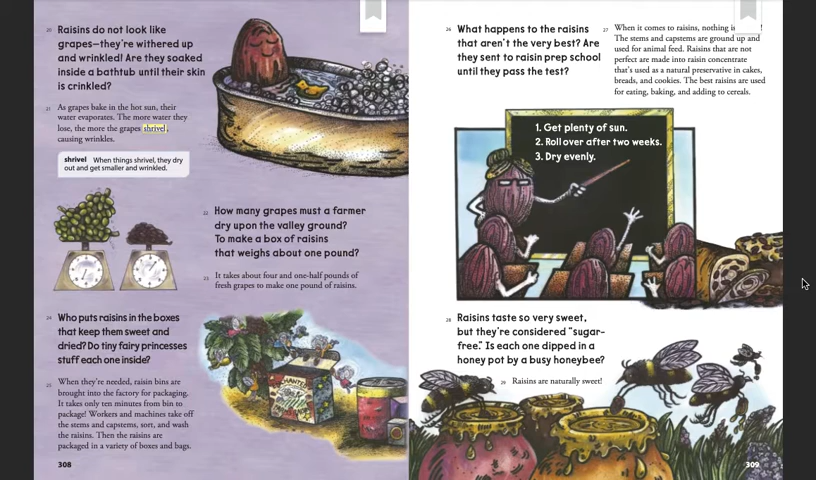 20 Raisins do not look like
grapes—they're withered up
and wrinkled! Are they soaked
inside a bathtub until their skin
is crinkled?
21 As grapes bake in the hot sun, their
water evaporates. The more water they
lose, the more the grapes shrivel,
causing wrinkles.
shrivel When things shrivel, they dry
out and get smaller and wrinkled.
22 How many grapes must a farmer
dry upon the valley ground?
To make a box of raisins
that weighs about one pound?
23 It takes about four and one-half pounds of
fresh grapes to make one pound of raisins.
24 Who puts raisins in the boxes
that keep them sweet and
dried? Do tiny fairy princesses
stuff each one inside?
25 When they're needed, raisin bins are
brought into the factory for packaging.
It takes only ten minutes from bin to
package! Workers and machines take off
the stems and capstems, sort, and wash
the raisins. Then the raisins are
packaged in a variety of boxes and bags.
308
26 What happens to the raisins
that aren't the very best? Are
they sent to raisin prep school
until they pass the test?
27 When it comes to raisins, nothing
The stems and capstems are ground up and
used for animal feed. Raisins that are not
perfect are made into raisin concentrate
that's used as a natural preservative in cakes,
breads, and cookies. The best raisins are used
for eating, baking, and adding to cereals.
1. Get plenty of sun.
2. Roll over after two weeks.
3. Dry evenly.
28 Raisins taste so very sweet,
but they're considered "sugar-
free." Is each one dipped in a
honey pot by a busy honeybee?
29 Raisins are naturally sweet!
309